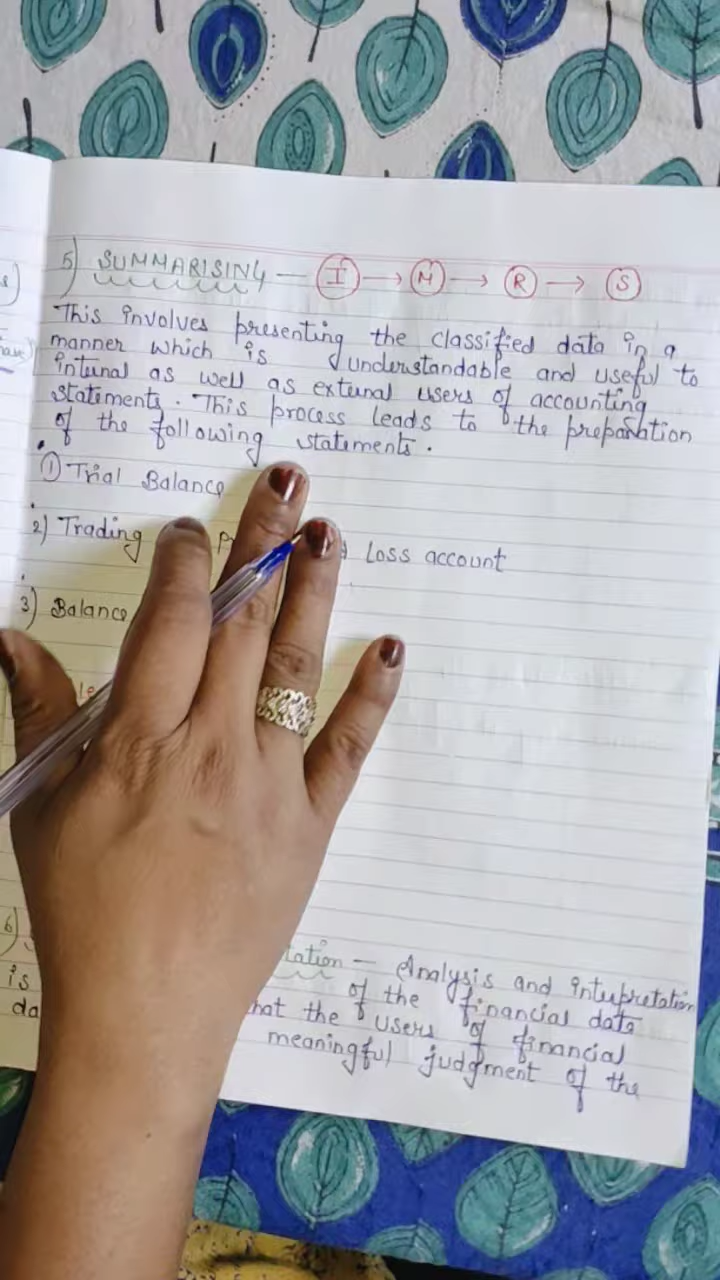 5) SUMMARISING — I → M → R → S
This involves presenting the classified data in a
manner which is understandable and useful to
internal as well as external users of accounting
statements. This process leads to the preparation
of the following statements.
① Trial Balance
2) Trading Loss account
3) Balance
6)
— Analysis and interpretation
is of the financial data
the users of financial
meaningful judgment of the